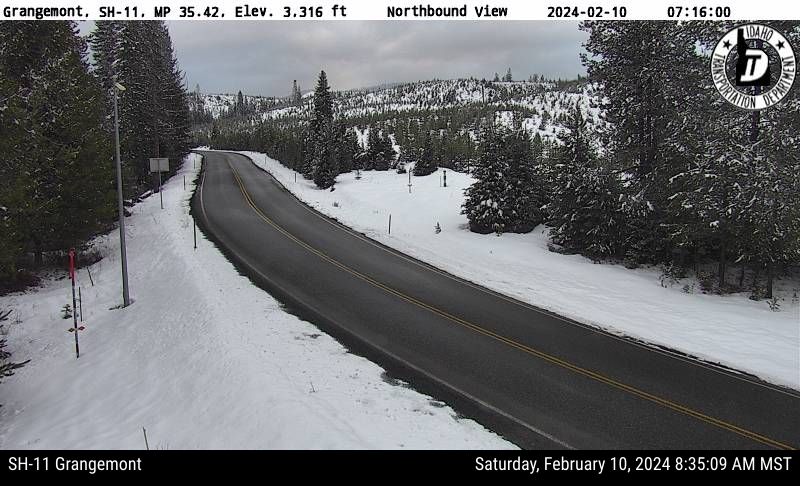 Grangemont, SH-11, MP 35.42, Elev. 3,316 ft Northbound View 2024-02-10 07:16:00
IDAHO
TRANSPORTATION DEPARTMENT
SH-11 Grangemont Saturday, February 10, 2024 8:35:09 AM MST